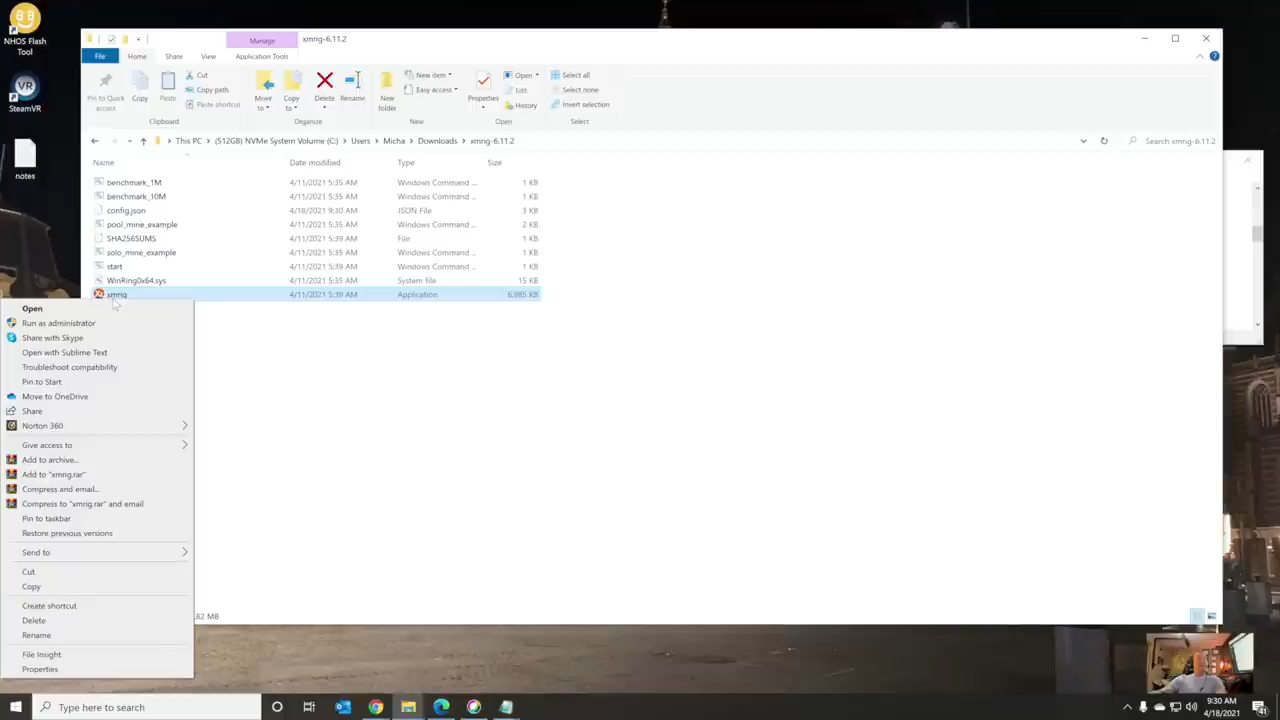 NHOS Flash
Tool
VR
SteamVR
notes
Manage
xmrig-6.11.2
File
Home
Share
View
Application Tools
Pin to Quick
access
Copy
Paste
Cut
Copy path
Paste shortcut
Clipboard
Move
to
Copy
to
Delete
Rename
Organize
New
folder
New item
Easy access
New
Properties
Open
Edit
History
Open
Select all
Select none
Invert selection
Select
This PC
(512GB) NVMe System Volume (C:)
Users
Micha
Downloads
xmrig-6.11.2
Search xmrig-6.11.2
Name Date modified Type Size
benchmark_1M 4/11/2021 5:35 AM Windows Command ... 1 KB
benchmark_10M 4/11/2021 5:35 AM Windows Command ... 1 KB
config.json 4/18/2021 9:30 AM JSON File 3 KB
pool_mine_example 4/11/2021 5:35 AM Windows Command ... 2 KB
SHA256SUMS 4/11/2021 5:39 AM File 1 KB
solo_mine_example 4/11/2021 5:35 AM Windows Command ... 1 KB
start 4/11/2021 5:39 AM Windows Command ... 1 KB
WinRing0x64.sys 4/11/2021 5:35 AM System file 15 KB
xmrig 4/11/2021 5:39 AM Application 6,985 KB
Open
Run as administrator
Share with Skype
Open with Sublime Text
Troubleshoot compatibility
Pin to Start
Move to OneDrive
Share
Norton 360
Give access to
Add to archive...
Add to "xmrig.rar"
Compress and email...
Compress to "xmrig.rar" and email
Pin to taskbar
Restore previous versions
Send to
Cut
Copy
Create shortcut
Delete
Rename
File Insight
Properties
.82 MB
Type here to search
9:30 AM
4/18/2021
41